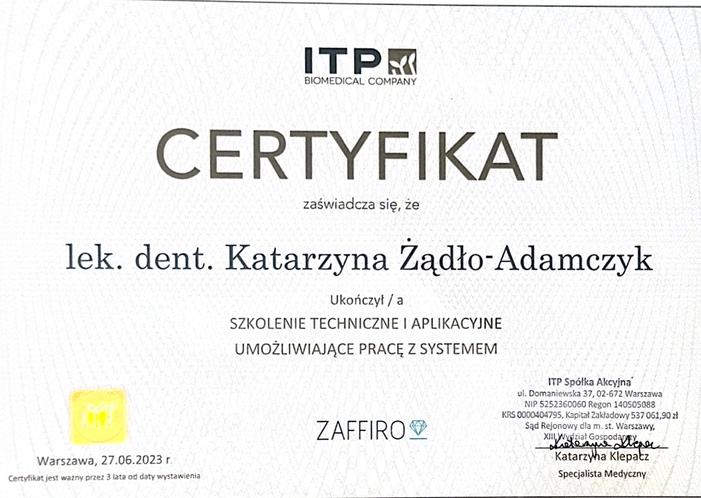 ITP
BIOMEDICAL COMPANY
CERTYFIKAT
zaświadcza się, że
lek. dent. Katarzyna Żądło-Adamczyk
Ukończył / a
SZKOLENIE TECHNICZNE I APLIKACYJNE
UMOŻLIWIAJĄCE PRACĘ Z SYSTEMEM
ZAFFIRO
Warszawa, 27.06.2023 r.
Certyfikat jest ważny przez 3 lata od daty wystawienia
ITP Spółka Akcyjna
ul. Domaniewska 37, 02-672 Warszawa
NIP 5252360060 Regon 140505088
KRS 0000404795, Kapitał Zakładowy 537 061,90 zł
Sąd Rejonowy dla m. st. Warszawy,
XIII Wydział Gospodarczy
Katarzyna Klepacz
Specjalista Medyczny